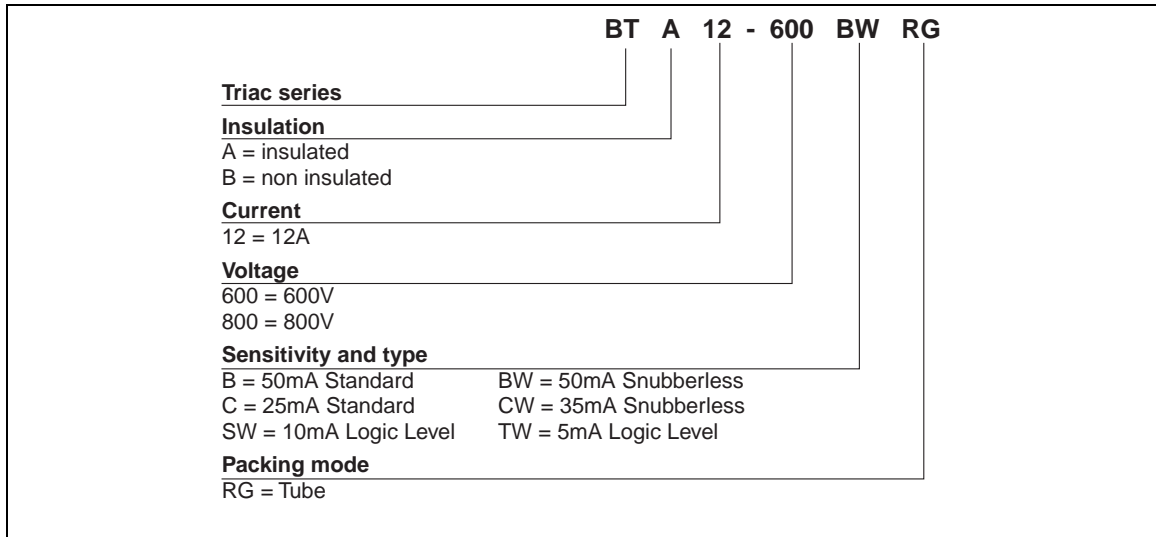 BT A 12 - 600 BW RG
Triac series
Insulation
A = insulated
B = non insulated
Current
12 = 12A
Voltage
600 = 600V
800 = 800V
Sensitivity and type
B = 50mA Standard BW = 50mA Snubberless
C = 25mA Standard CW = 35mA Snubberless
SW = 10mA Logic Level TW = 5mA Logic Level
Packing mode
RG = Tube